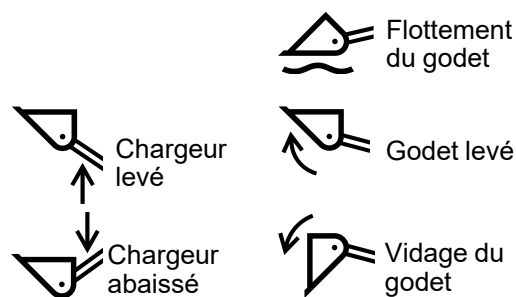 Flottement
du godet
Chargeur
levé
Godet levé
Chargeur
abaissé
Vidage du
godet